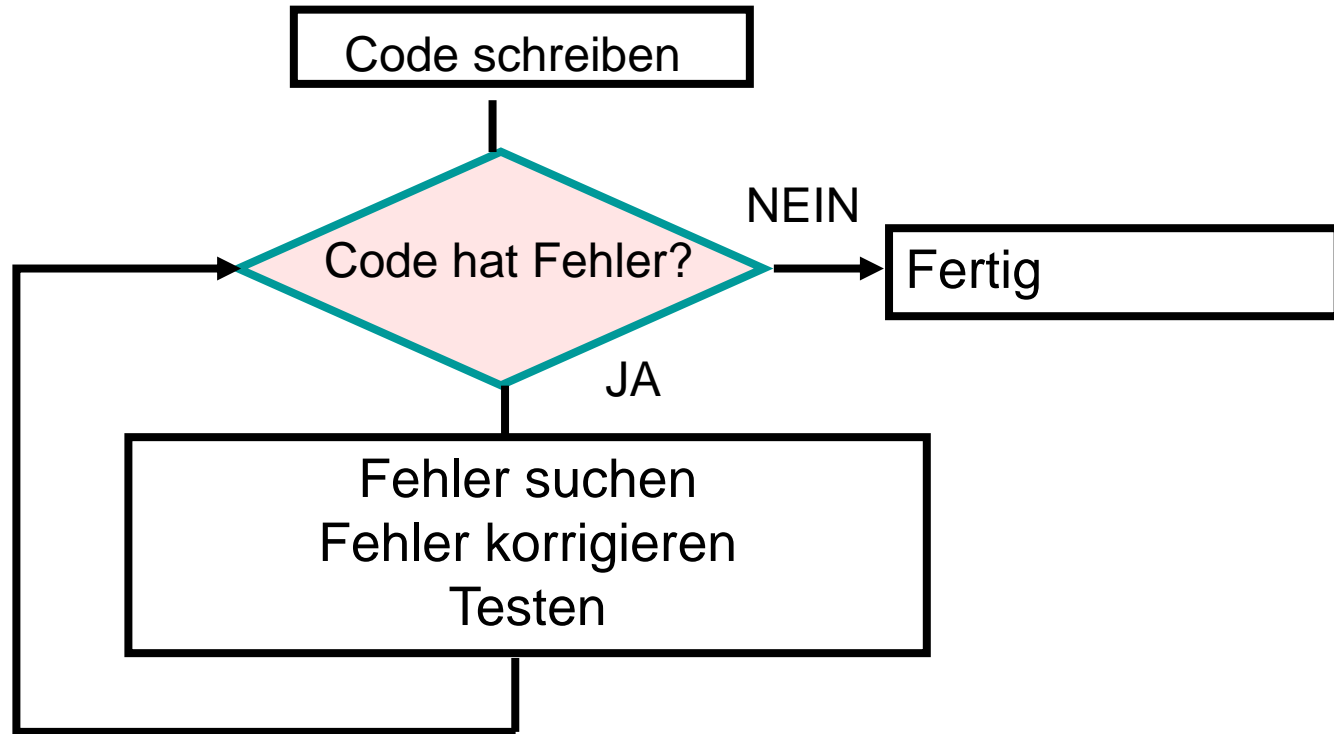 Code schreiben
NEIN
Code hat Fehler?
Fertig
JA
Fehler suchen
Fehler korrigieren
Testen